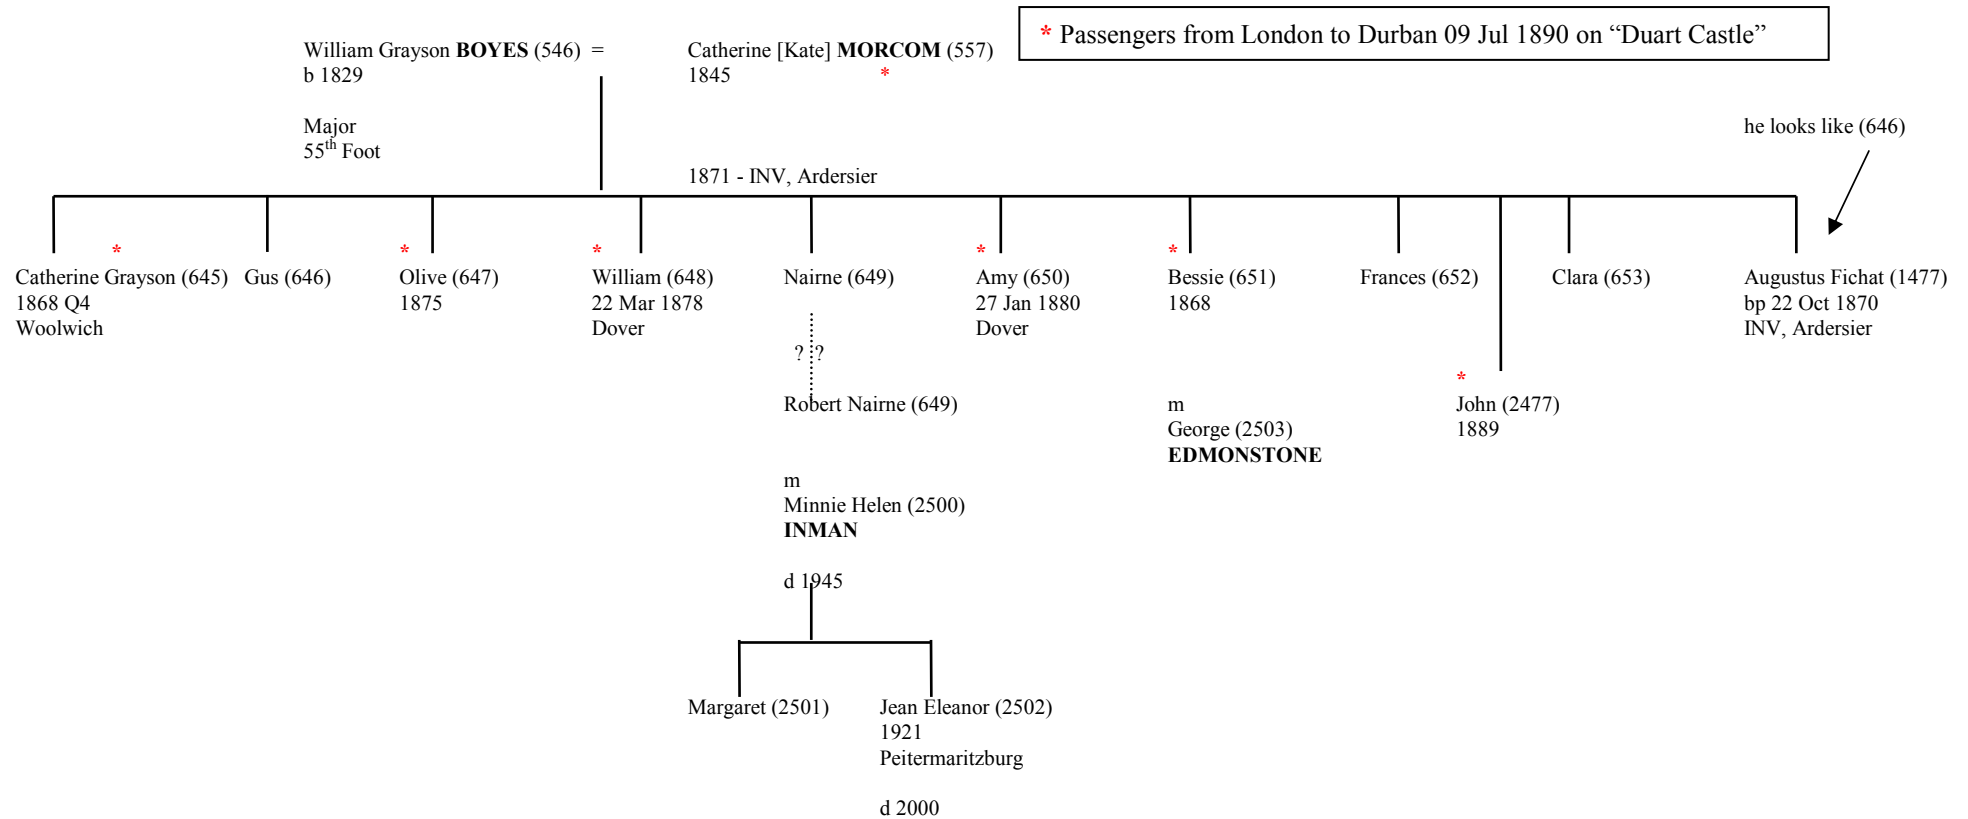 * Passengers from London to Durban 09 Jul 1890 on “Duart Castle”
William Grayson BOYES (546) =
b 1829
Major
55th Foot
Catherine [Kate] MORCOM (557)
1845
*
1871 - INV, Ardersier
he looks like (646)
*
Catherine Grayson (645)
1868 Q4
Woolwich
Gus (646)
*
Olive (647)
1875
*
William (648)
22 Mar 1878
Dover
Nairne (649)
? ?
Robert Nairne (649)
m
Minnie Helen (2500)
INMAN
d 1945
*
Amy (650)
27 Jan 1880
Dover
*
Bessie (651)
1868
m
George (2503)
EDMONSTONE
Frances (652)
*
John (2477)
1889
Clara (653)
Augustus Fichat (1477)
bp 22 Oct 1870
INV, Ardersier
Margaret (2501)
Jean Eleanor (2502)
1921
Peitermaritzburg
d 2000